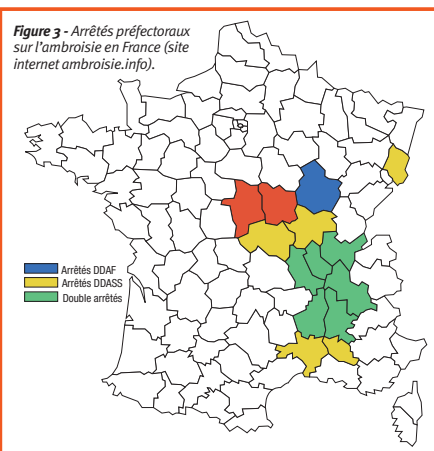 Figure 3 - Arrêtés préfectoraux
sur l'ambroisie en France (site
internet ambroisie.info).
Arrêtés DDAF
Arrêtés DDASS
Double arrêtés